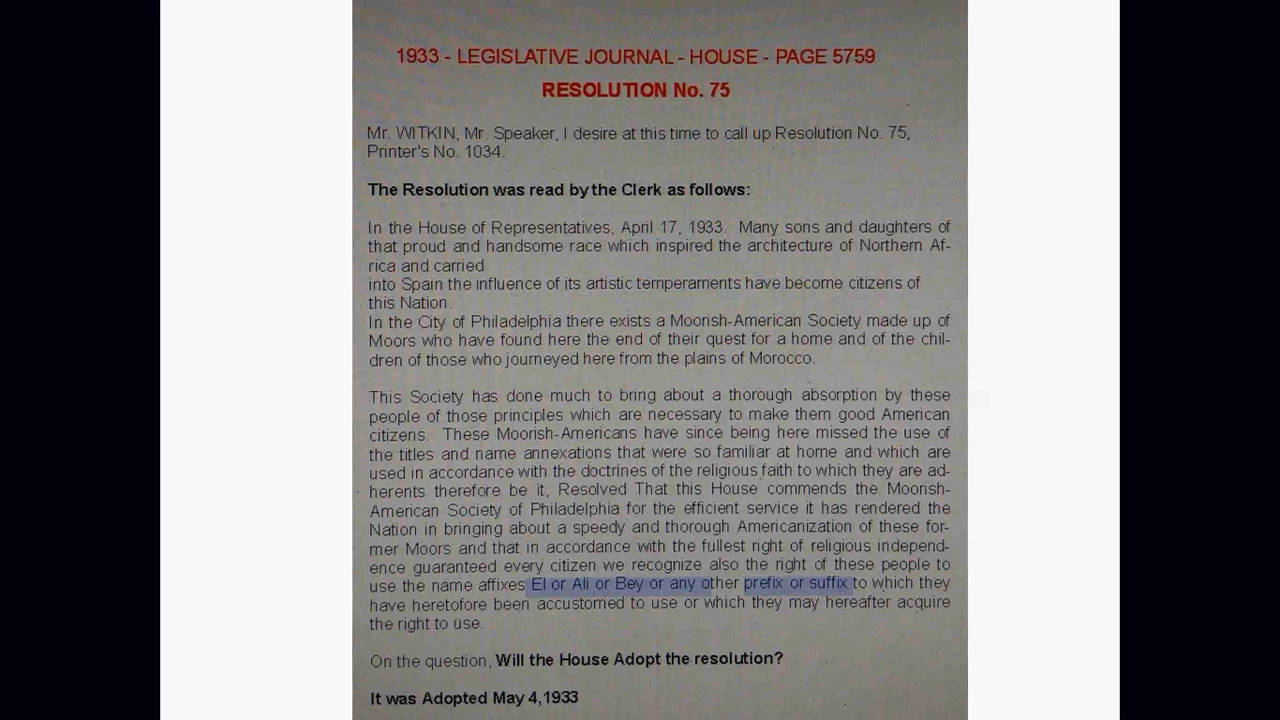 1933 - LEGISLATIVE JOURNAL - HOUSE - PAGE 5759
RESOLUTION No. 75
Mr. WITKIN, Mr. Speaker, I desire at this time to call up Resolution No. 75,
Printer's No. 1034.
The Resolution was read by the Clerk as follows:
In the House of Representatives, April 17, 1933. Many sons and daughters of
that proud and handsome race which inspired the architecture of Northern Af-
rica and carried
into Spain the influence of its artistic temperaments have become citizens of
this Nation.
In the City of Philadelphia there exists a Moorish-American Society made up of
Moors who have found here the end of their quest for a home and of the chil-
dren of those who journeyed here from the plains of Morocco.
This Society has done much to bring about a thorough absorption by these
people of those principles which are necessary to make them good American
citizens. These Moorish-Americans have since being here missed the use of
the titles and name annexations that were so familiar at home and which are
used in accordance with the doctrines of the religious faith to which they are ad-
herents therefore be it, Resolved That this House commends the Moorish-
American Society of Philadelphia for the efficient service it has rendered the
Nation in bringing about a speedy and thorough Americanization of these for-
mer Moors and that in accordance with the fullest right of religious independ-
ence guaranteed every citizen we recognize also the right of these people to
use the name affixes El or Ali or Bey or any other prefix or suffix to which they
have heretofore been accustomed to use or which they may hereafter acquire
the right to use.
On the question, Will the House Adopt the resolution?
It was Adopted May 4,1933